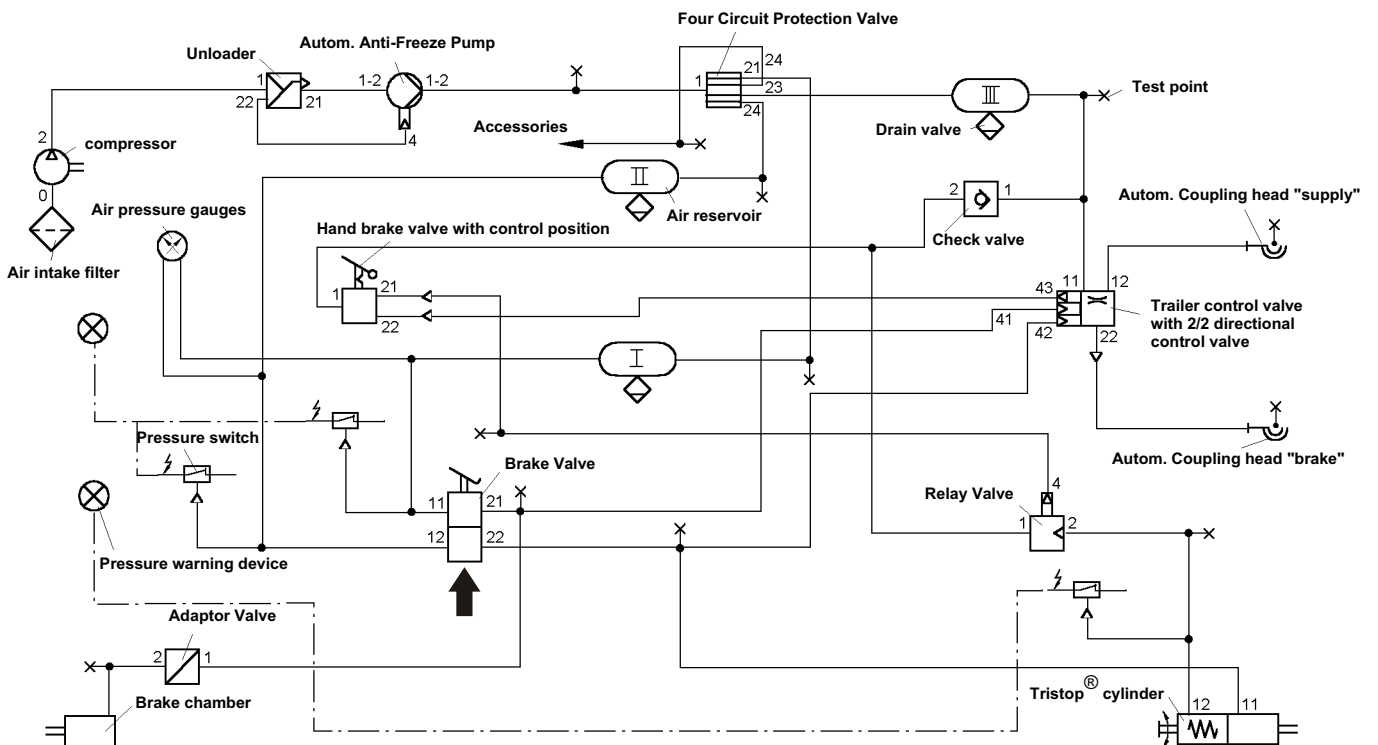 Four Circuit Protection Valve
Autom. Anti-Freeze Pump
Unloader
1
22
21
1-2
1-2
4
1
21
24
23
24
III
Test point
Drain valve
Accessories
2
compressor
0
II
Air reservoir
2
1
Check valve
Autom. Coupling head "supply"
Air pressure gauges
Hand brake valve with control position
Air intake filter
1
21
22
43
11
12
41
42
22
Trailer control valve
with 2/2 directional
control valve
I
Pressure switch
Brake Valve
11
21
12
22
Autom. Coupling head "brake"
Relay Valve
4
1
2
Pressure warning device
Adaptor Valve
2
1
Brake chamber
Tristop® cylinder
12
11